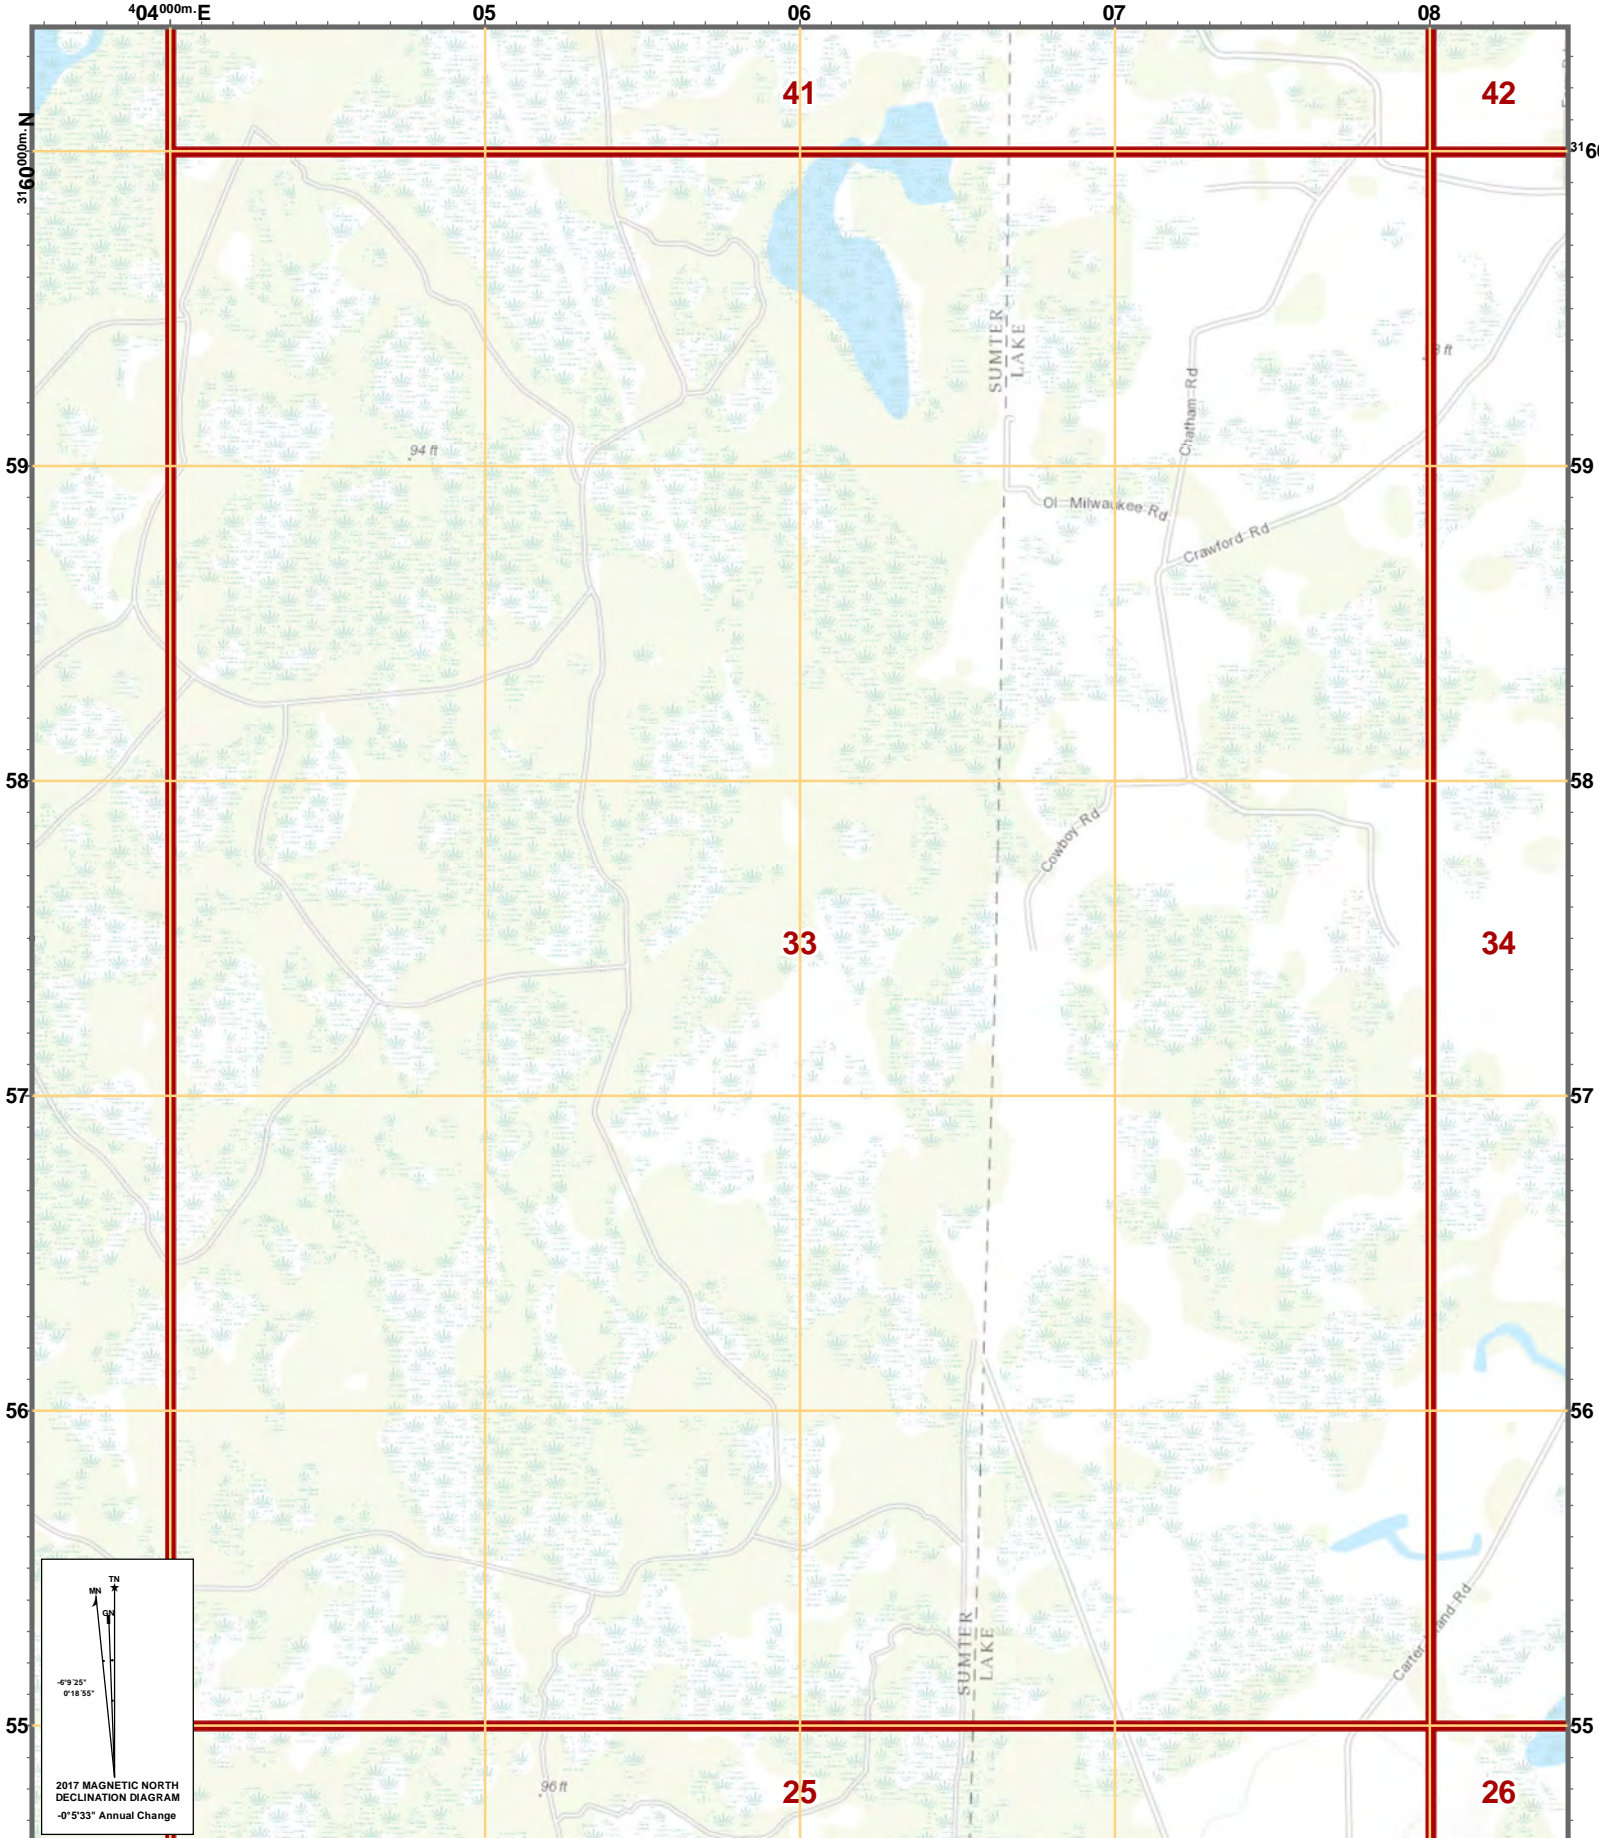 404000m.E 05 06 07 08
41 42
3160000m.N
SUMTER
LAKE
Chatham Rd
94 ft
59 59
Ol Milwaukee Rd
Crawford Rd
58 58
Cowboy Rd
33 34
57 57
56 56
TN
MN
GN
SUMTER
LAKE
-6°9'25"
0°18'55"
55 55
2017 MAGNETIC NORTH
DECLINATION DIAGRAM
-0°5'33" Annual Change
96 ft
25 26